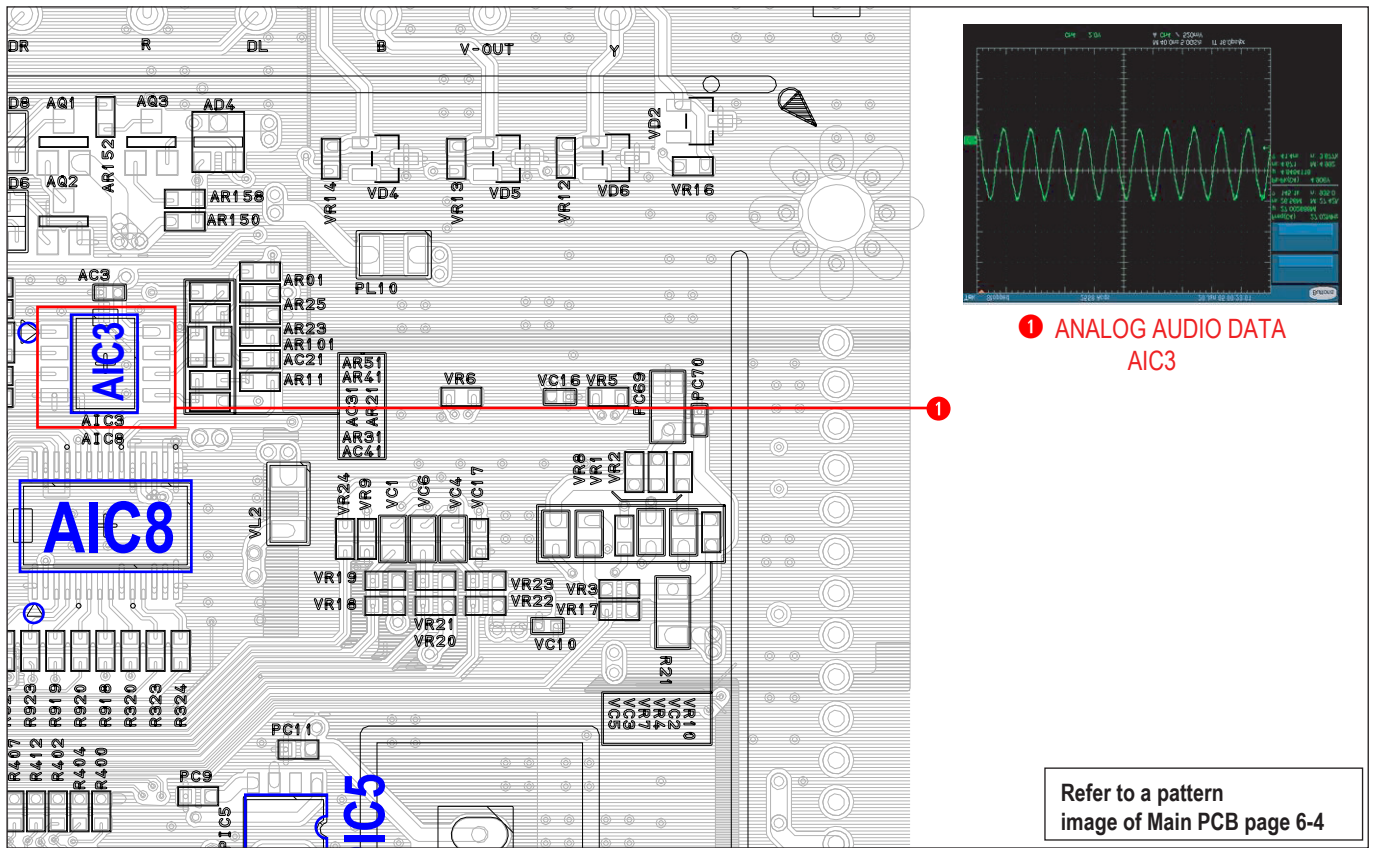 DR
R
DL
B
V-OUT
Y
D8
AQ1
AQ3
AD4
AR152
D6
AQ2
AR158
AR150
VR14
VD4
VR13
VD5
VR12
VD6
VD2
VR16
AC3
PL10
AR01
AR25
AR23
AR101
AC21
AR11
AIC3
AIC3
AIC8
AR51
AR41
AC31
AR21
AR31
AC41
VR6
VC16
VR5
PC69
PC70
1
AIC8
VL2
VR24
VR9
VC1
VC6
VC4
VC17
VR8
VR1
VR2
VR19
VR18
VR21
VR20
VR23
VR22
VR3
VR17
VC10
R21
VR10
VC2
VR4
VR7
VC3
VC5
R923
R919
R920
R918
R320
R323
R324
R407
R412
R402
R404
R400
PC11
PC9
PIC5
IC5
1 ANALOG AUDIO DATA
AIC3
Buttons
Refer to a pattern
image of Main PCB page 6-4